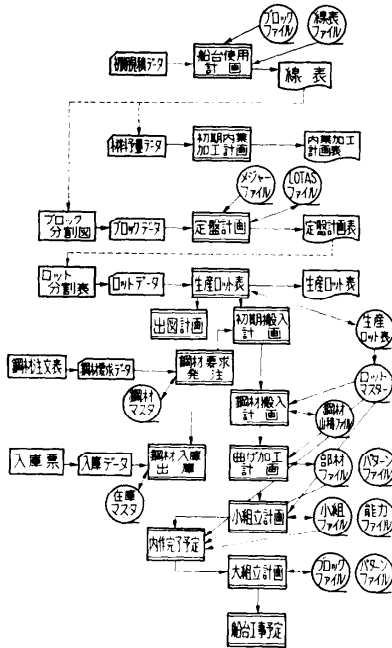 ブロック
ファイル
線表
ファイル
初期見積データ
船台使用
計画
線表
材料予量データ
初期内業
加工計画
内業加工
計画表
メジャー
ファイル
LOTAS
ファイル
ブロック
分割図
ブロックデータ
定盤計画
定盤計画表
ロット
分割表
ロットデータ
生産ロット表
生産ロット表
出図計画
初期搬入
計画
生産
ロット表
鋼材注文表
鋼材要求データ
鋼材要求
発注
ロット
マスター
鋼材
マスタ
鋼材搬入
計画
鋼材
山積ファイル
入庫票
入庫データ
鋼材入庫
出庫
曲げ加工
計画
部材
ファイル
パターン
ファイル
在庫
マスタ
小組立計画
小組
ファイル
能力
ファイル
内作完了予定
大組立計画
ブロック
ファイル
パターン
ファイル
船台工事予定